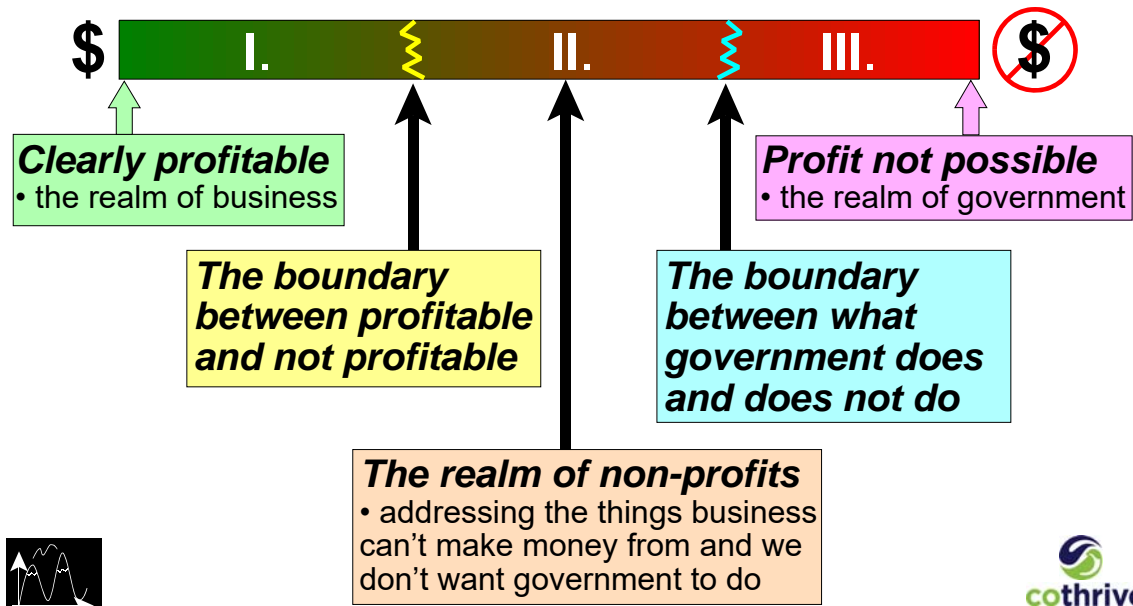 $ I. II. III. $
Clearly profitable
• the realm of business
Profit not possible
• the realm of government
The boundary
between profitable
and not profitable
The boundary
between what
government does
and does not do
The realm of non-profits
• addressing the things business
can’t make money from and we
don’t want government to do
cothrive